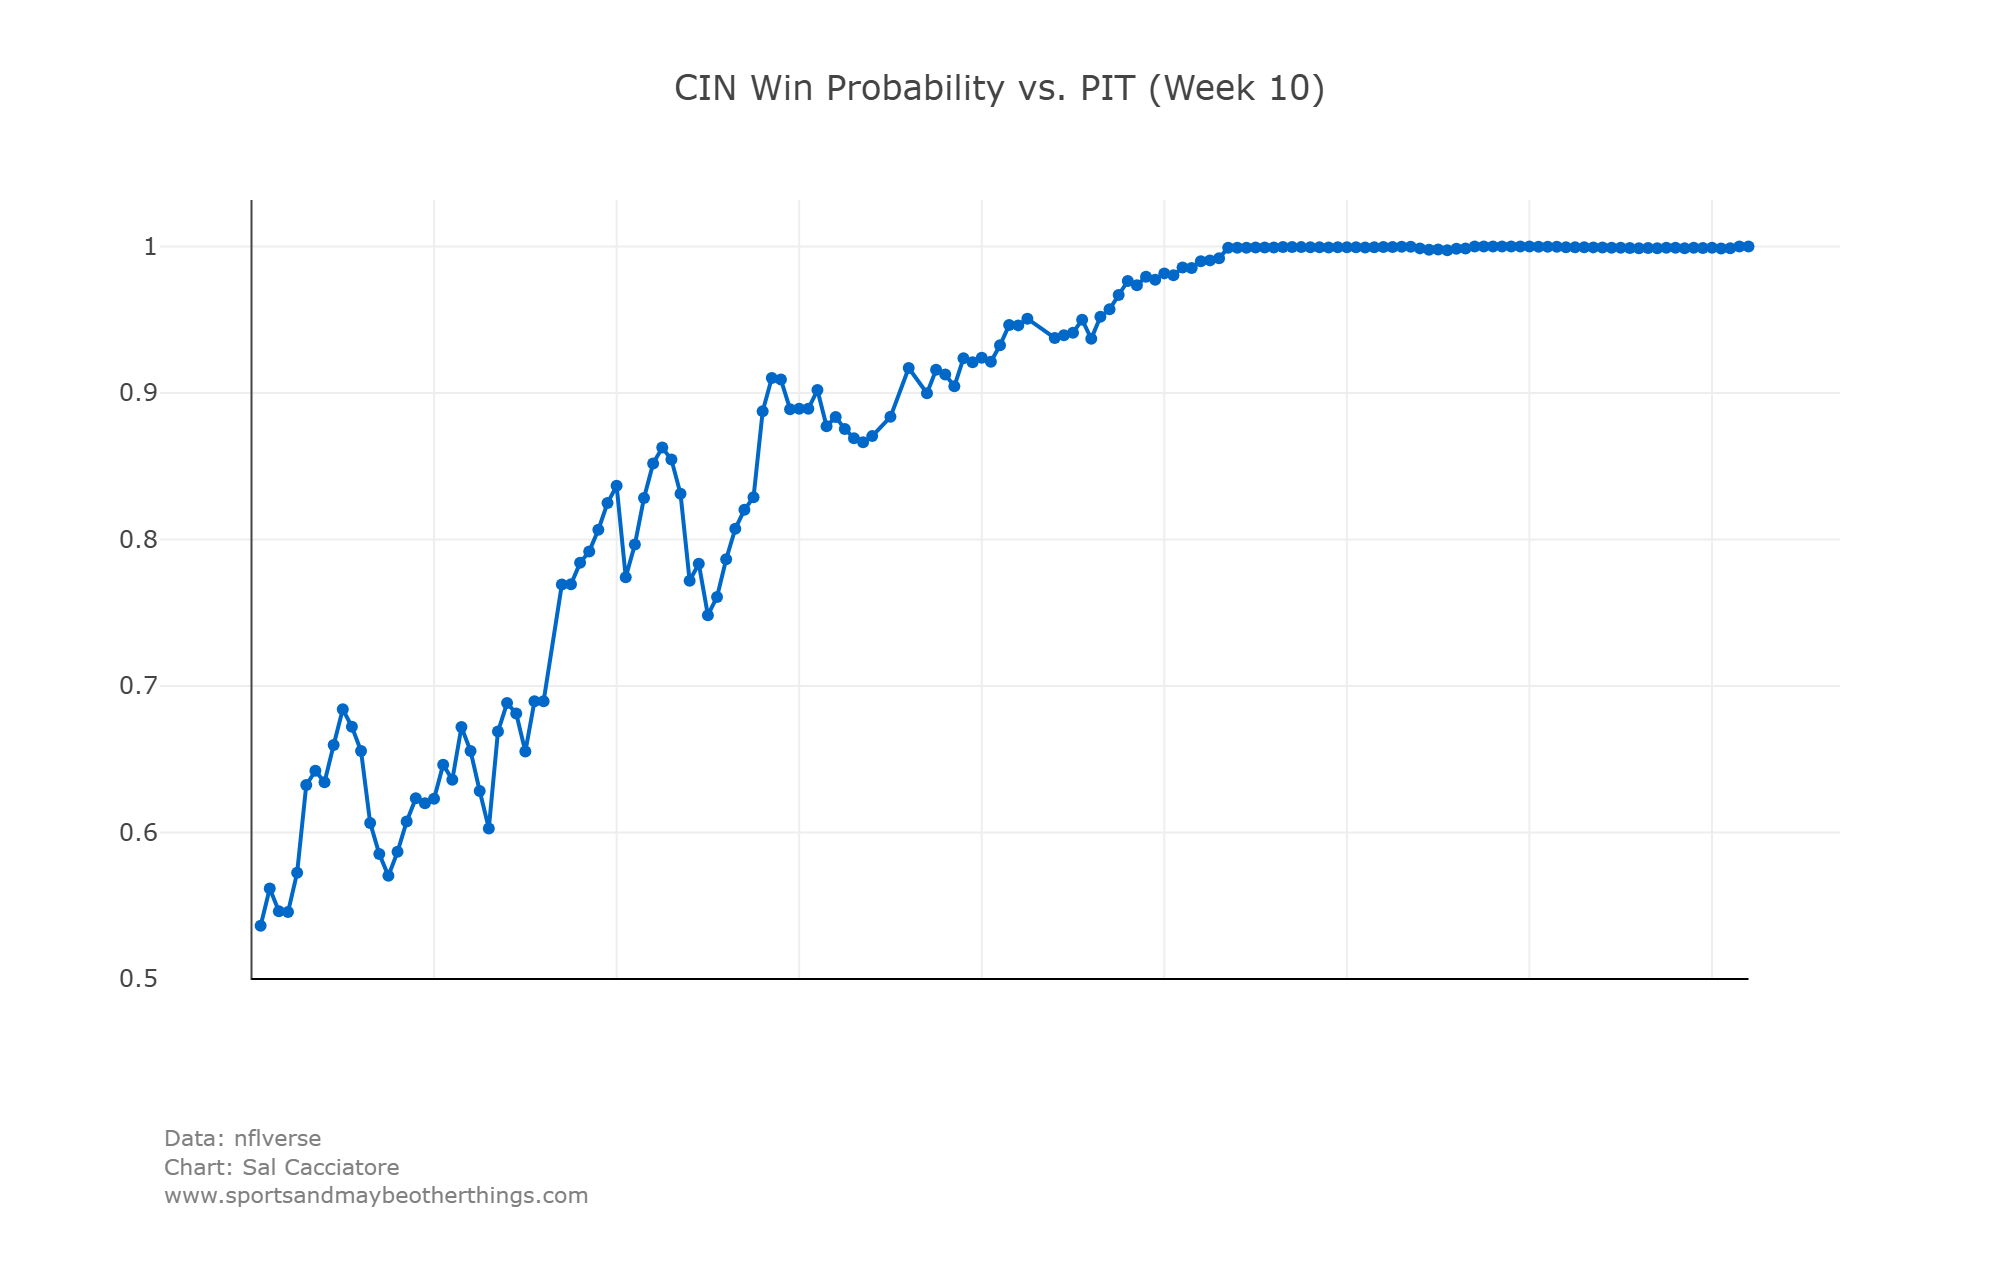 CIN Win Probability vs. PIT (Week 10)
1
0.9
0.8
0.7
0.6
0.5
Data: nflverse
Chart: Sal Cacciatore
www.sportsandmaybeotherthings.com